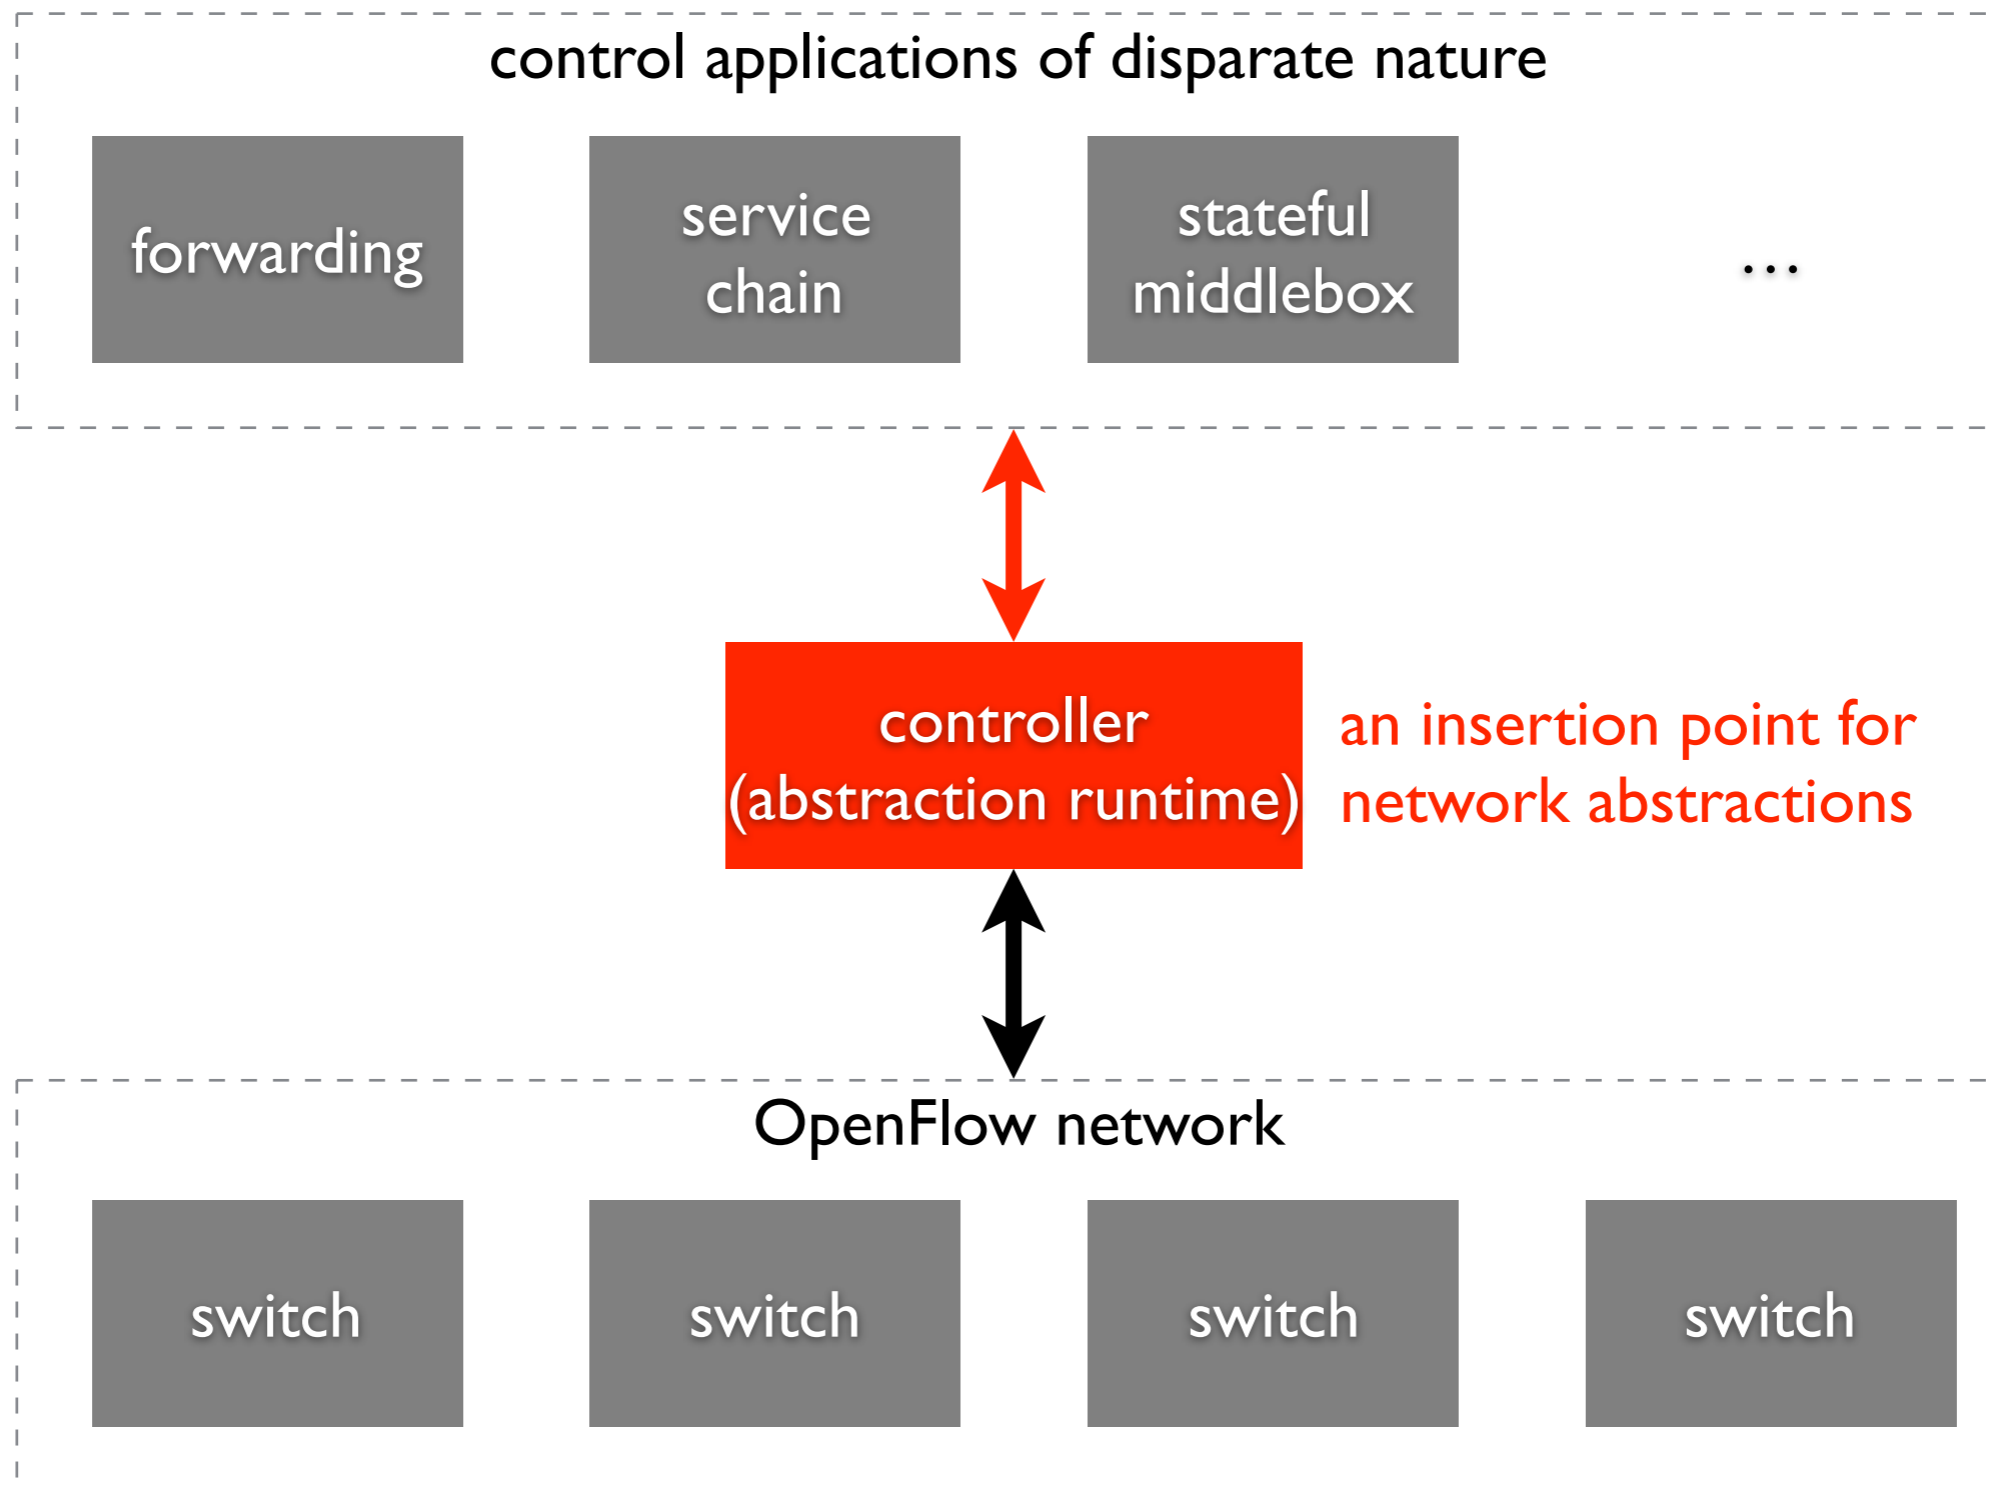 control applications of disparate nature
forwarding
service
chain
stateful
middlebox
…
controller
(abstraction runtime)
an insertion point for
network abstractions
OpenFlow network
switch
switch
switch
switch